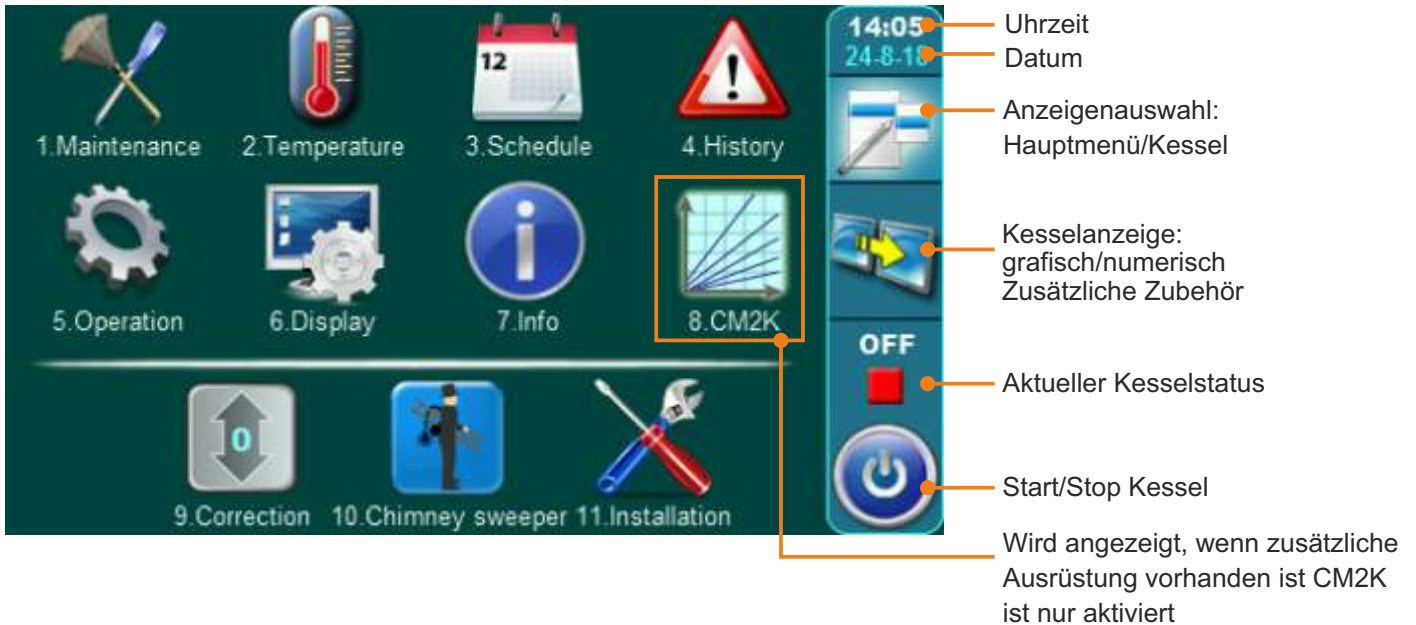 14:05
24-8-18
Uhrzeit
Datum
12
1.Maintenance
2.Temperature
3.Schedule
4.History
Anzeigenauswahl:
Hauptmenü/Kessel
5.Operation
6.Display
7.Info
8.CM2K
Kesselanzeige:
grafisch/numerisch
Zusätzliche Zubehör
OFF
Aktueller Kesselstatus
0
9.Correction
10.Chimney sweeper
11.Installation
Start/Stop Kessel
Wird angezeigt, wenn zusätzliche
Ausrüstung vorhanden ist CM2K
ist nur aktiviert